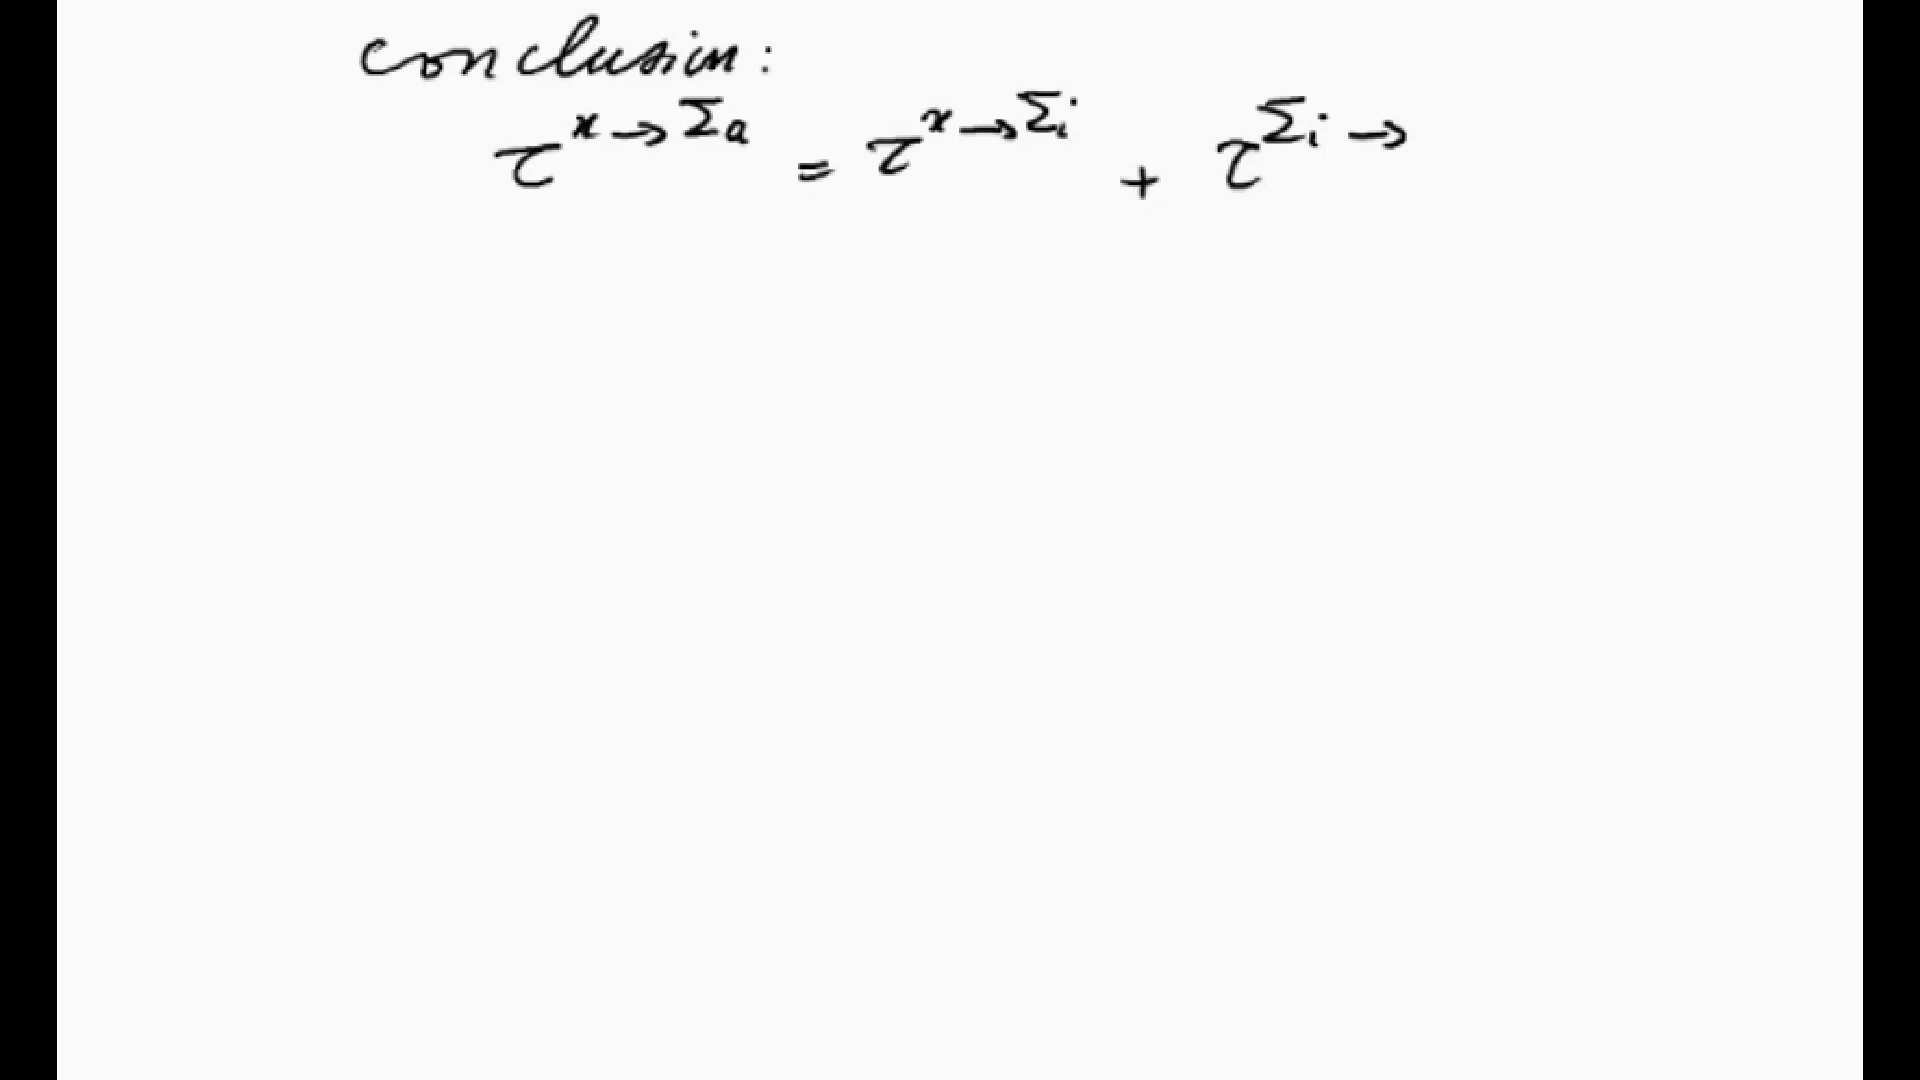 conclusion:
τ^{x→Σa} = τ^{x→Σi} + τ^{Σi→}